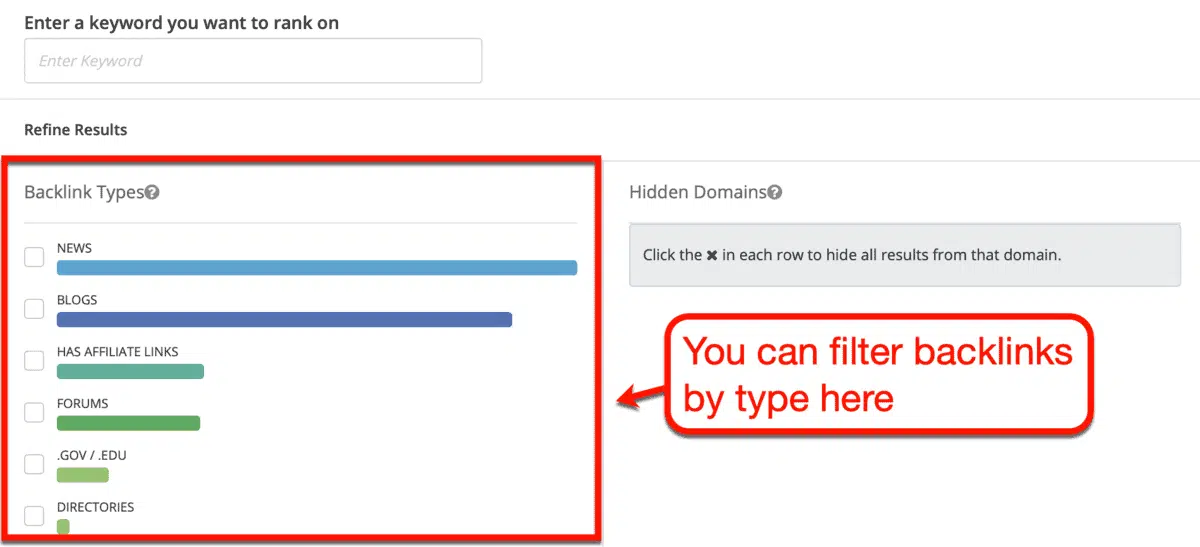 Enter a keyword you want to rank on
Enter Keyword
Refine Results
Backlink Types
NEWS
BLOGS
HAS AFFILIATE LINKS
FORUMS
.GOV / .EDU
DIRECTORIES
Hidden Domains
Click the ✖ in each row to hide all results from that domain.
You can filter backlinks
by type here